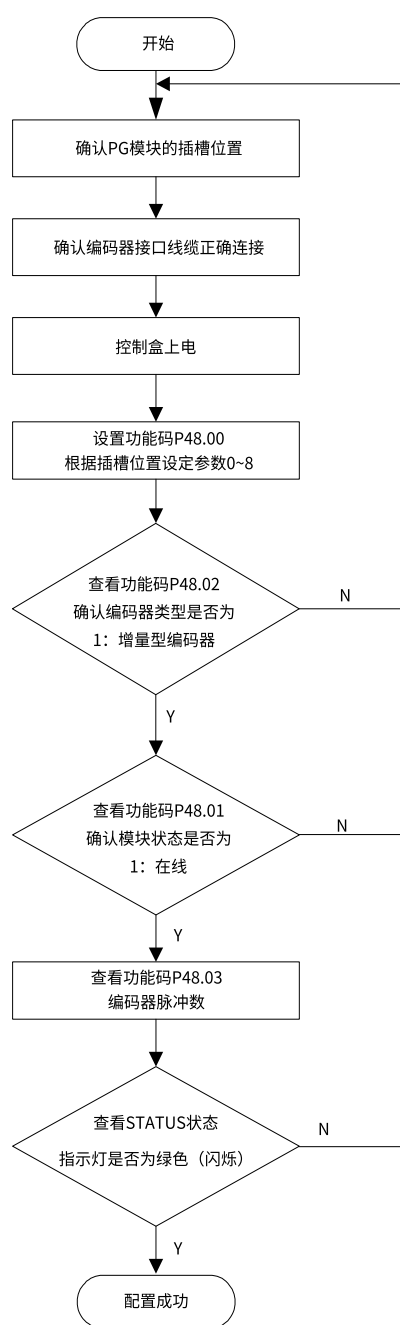 开始
确认PG模块的插槽位置
确认编码器接口线缆正确连接
控制盒上电
设置功能码P48.00
根据插槽位置设定参数0~8
查看功能码P48.02
确认编码器类型是否为
1：增量型编码器
N
Y
查看功能码P48.01
确认模块状态是否为
1：在线
N
Y
查看功能码P48.03
编码器脉冲数
查看STATUS状态
指示灯是否为绿色（闪烁）
N
Y
配置成功